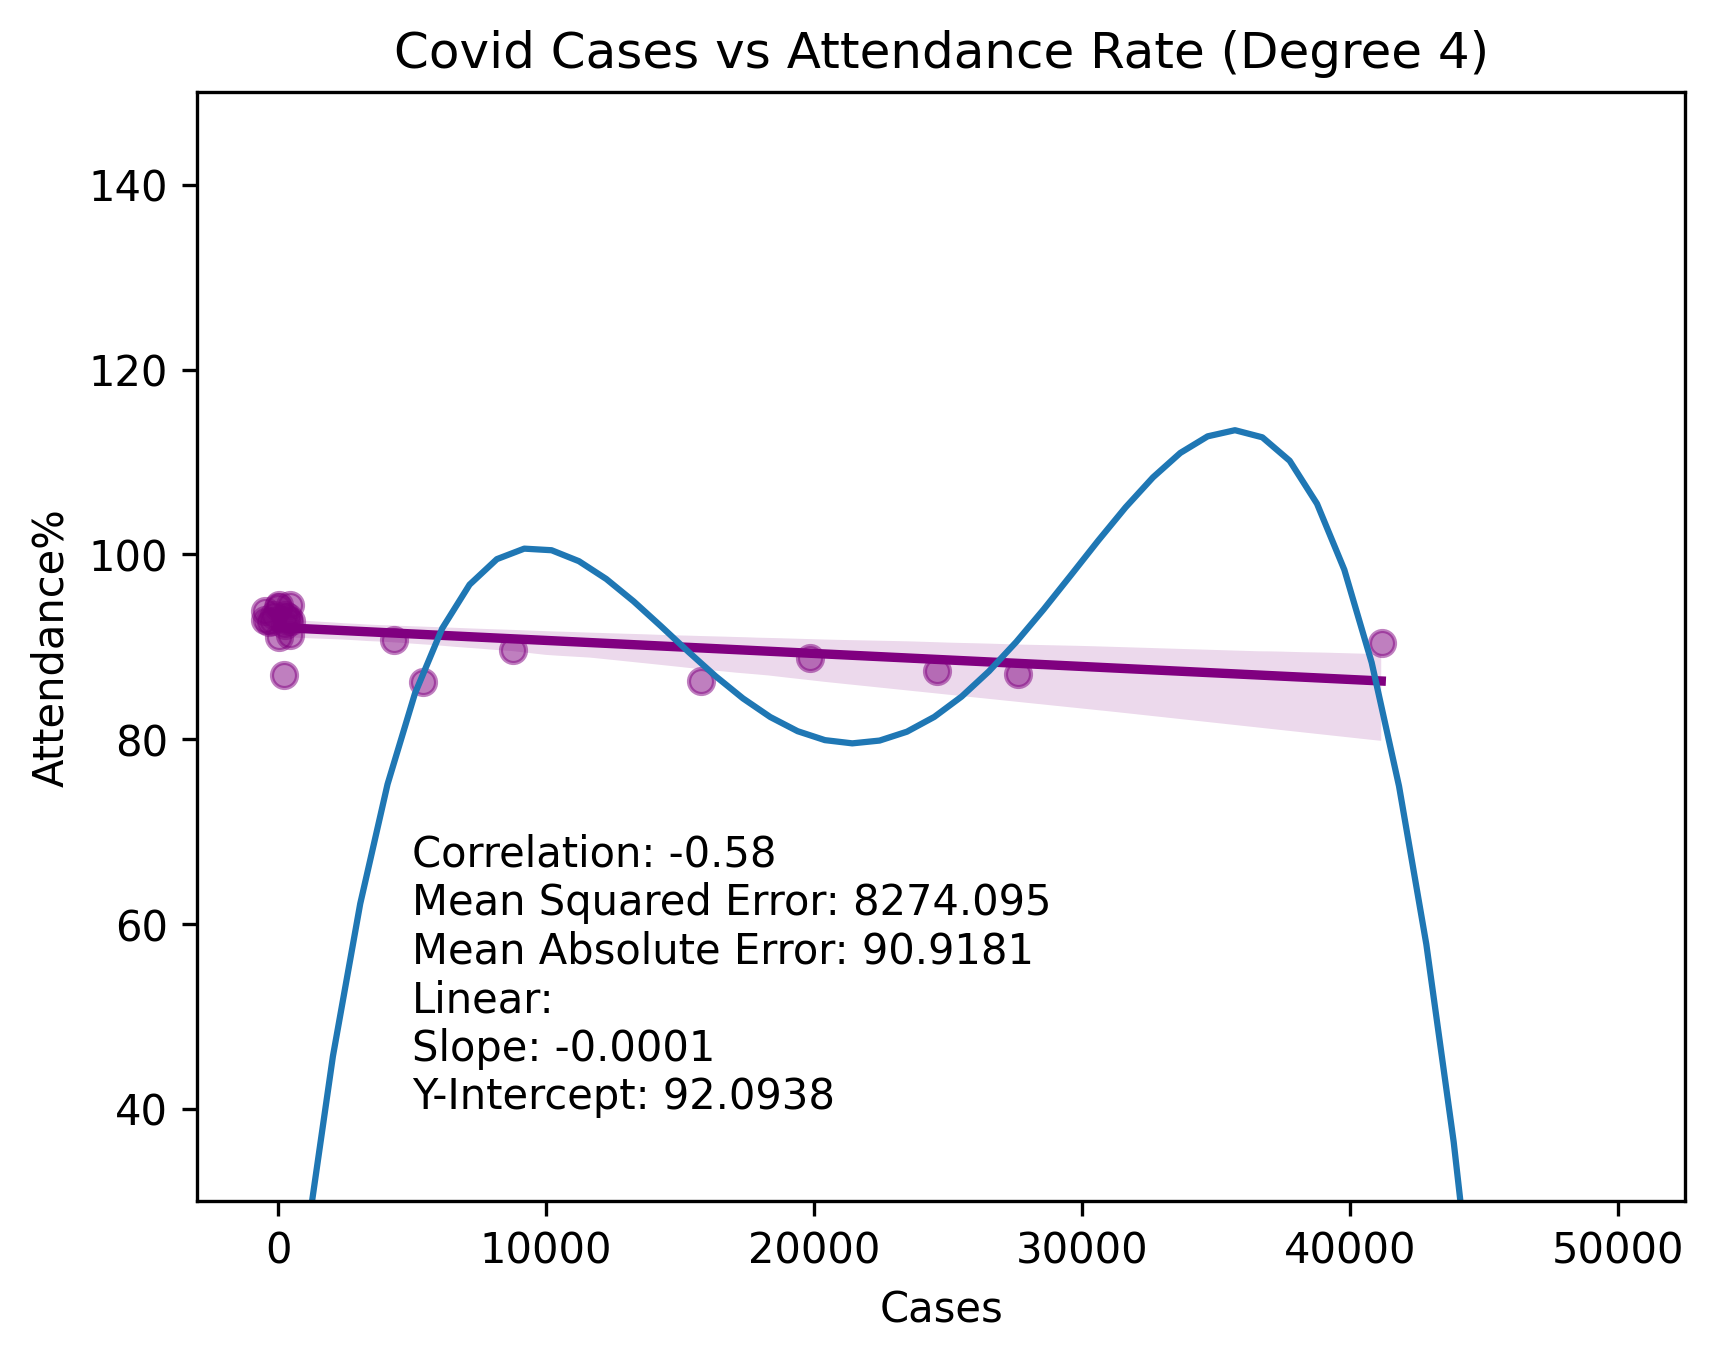 Covid Cases vs Attendance Rate (Degree 4)
140
120
100
80
60
40
Attendance%
Correlation: -0.58
Mean Squared Error: 8274.095
Mean Absolute Error: 90.9181
Linear:
Slope: -0.0001
Y-Intercept: 92.0938
0 10000 20000 30000 40000 50000
Cases